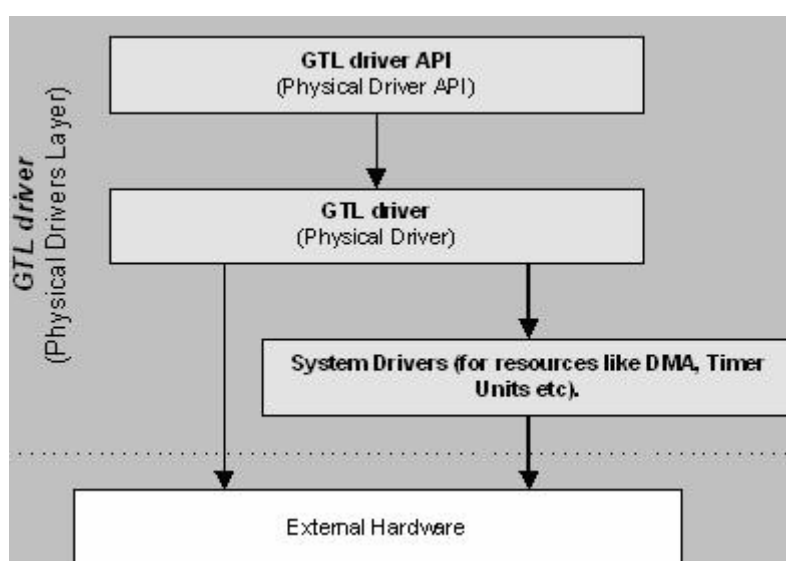 GTL driver
(Physical Drivers Layer)
GTL driver API
(Physical Driver API)
GTL driver
(Physical Driver)
System Drivers (for resources like DMA, Timer
Units etc).
External Hardware